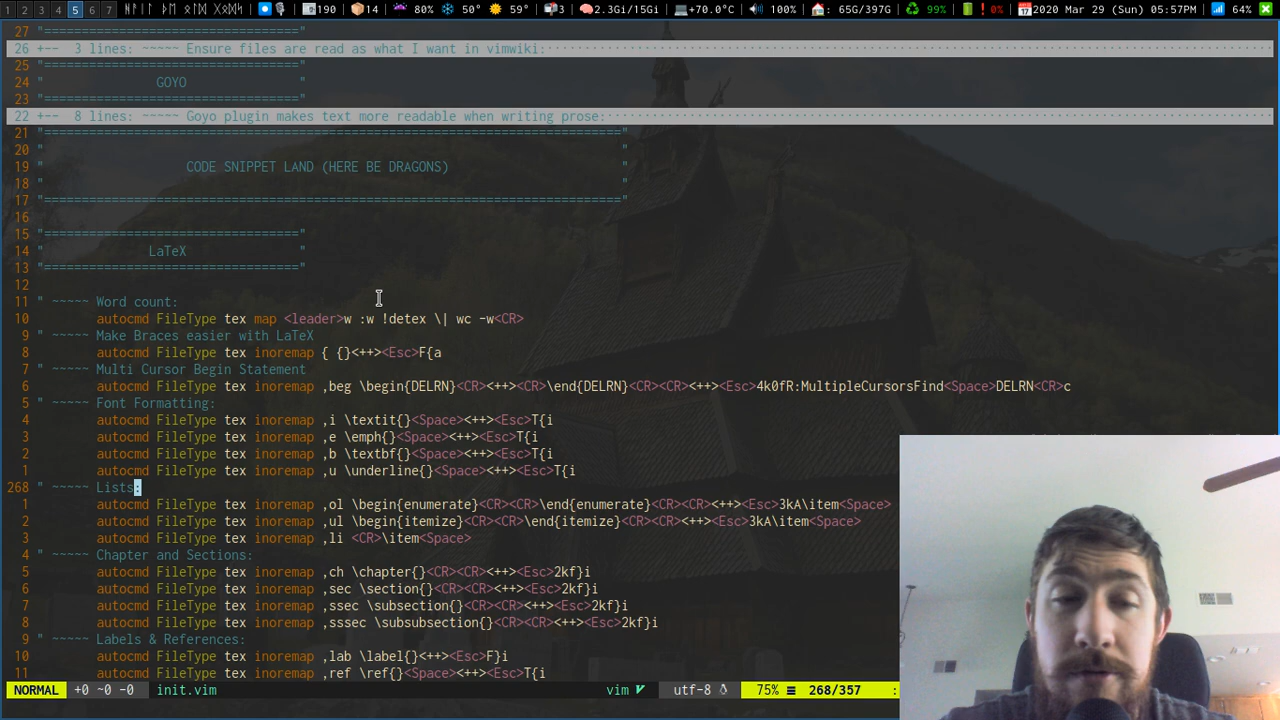 1 2 3 4 5 6 7 190 14 80% 50° 59° 3 2.3Gi/15Gi +70.0°C 100% : 65G/397G 99% ! 0% 2020 Mar 29 (Sun) 05:57PM 64%
27 "=================================="
26 +-- 3 lines: ~~~~~ Ensure files are read as what I want in vimwiki:
25 "=================================="
24 " GOYO "
23 "=================================="
22 +-- 8 lines: ~~~~~ Goyo plugin makes text more readable when writing prose:
21 "============================================================================="
20 " "
19 " CODE SNIPPET LAND (HERE BE DRAGONS) "
18 " "
17 "============================================================================="
16
15 "=================================="
14 " LaTeX "
13 "=================================="
12
11 " ~~~~~ Word count:
10 autocmd FileType tex map <leader>w :w !detex \| wc -w<CR>
9 " ~~~~~ Make Braces easier with LaTeX
8 autocmd FileType tex inoremap { {}<++><Esc>F{a
7 " ~~~~~ Multi Cursor Begin Statement
6 autocmd FileType tex inoremap ,beg \begin{DELRN}<CR><++><CR>\end{DELRN}<CR><CR><++><Esc>4k0fR:MultipleCursorsFind<Space>DELRN<CR>c
5 " ~~~~~ Font Formatting:
4 autocmd FileType tex inoremap ,i \textit{}<Space><++><Esc>T{i
3 autocmd FileType tex inoremap ,e \emph{}<Space><++><Esc>T{i
2 autocmd FileType tex inoremap ,b \textbf{}<Space><++><Esc>T{i
1 autocmd FileType tex inoremap ,u \underline{}<Space><++><Esc>T{i
268 " ~~~~~ Lists:
1 autocmd FileType tex inoremap ,ol \begin{enumerate}<CR><CR>\end{enumerate}<CR><CR><++><Esc>3kA\item<Space>
2 autocmd FileType tex inoremap ,ul \begin{itemize}<CR><CR>\end{itemize}<CR><CR><++><Esc>3kA\item<Space>
3 autocmd FileType tex inoremap ,li <CR>\item<Space>
4 " ~~~~~ Chapter and Sections:
5 autocmd FileType tex inoremap ,ch \chapter{}<CR><CR><++><Esc>2kf}i
6 autocmd FileType tex inoremap ,sec \section{}<CR><CR><++><Esc>2kf}i
7 autocmd FileType tex inoremap ,ssec \subsection{}<CR><CR><++><Esc>2kf}i
8 autocmd FileType tex inoremap ,sssec \subsubsection{}<CR><CR><++><Esc>2kf}i
9 " ~~~~~ Labels & References:
10 autocmd FileType tex inoremap ,lab \label{}<++><Esc>F}i
11 autocmd FileType tex inoremap ,ref \ref{}<Space><++><Esc>T{i
NORMAL +0 ~0 -0 init.vim vim utf-8 75% ≡ 268/357 :